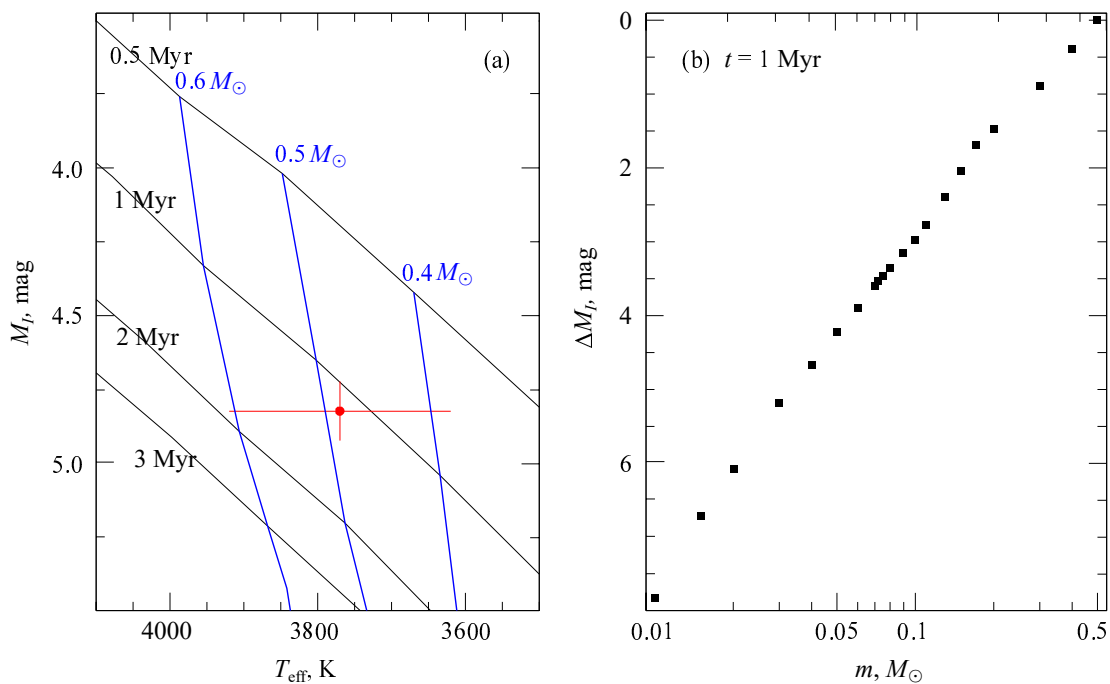 (a)
0.5 Myr
0.6 M☉
0.5 M☉
0.4 M☉
1 Myr
2 Myr
3 Myr
4.0
4.5
5.0
M_I, mag
4000
3800
3600
T_eff, K
(b) t = 1 Myr
0
2
4
6
ΔM_I, mag
0.01
0.05
0.1
0.5
m, M☉